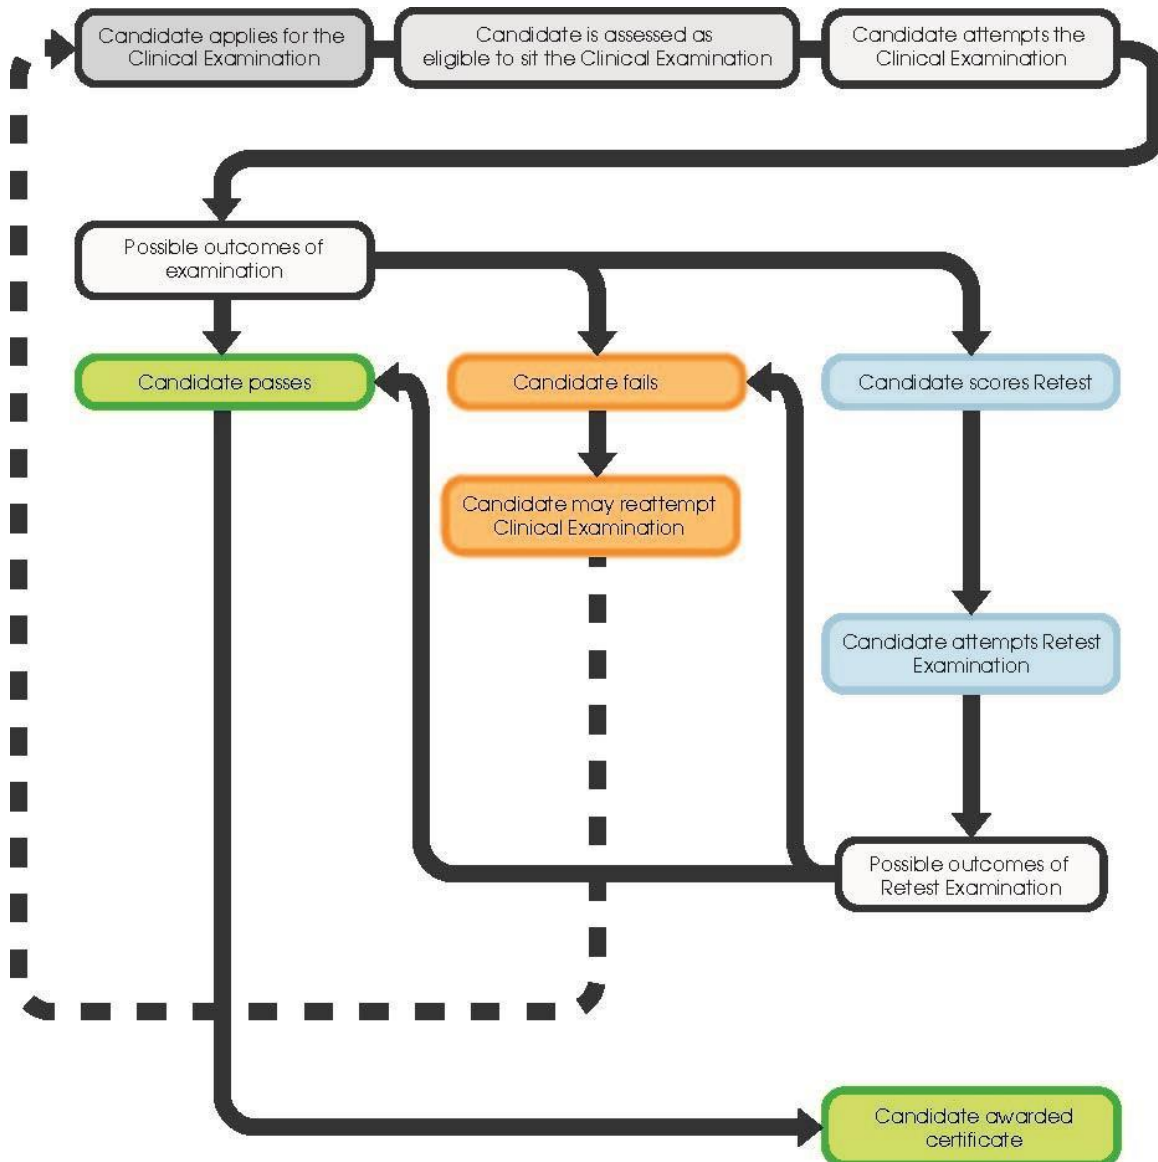 Candidate applies for the
Clinical Examination
Candidate is assessed as
eligible to sit the Clinical Examination
Candidate attempts the
Clinical Examination
Possible outcomes of
examination
Candidate passes
Candidate fails
Candidate scores Retest
Candidate may reattempt
Clinical Examination
Candidate attempts Retest
Examination
Possible outcomes of
Retest Examination
Candidate awarded
certificate